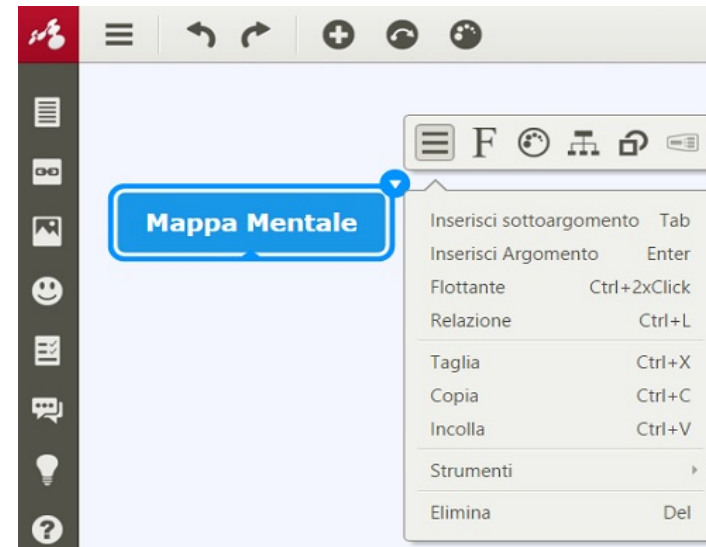 F
Mappa Mentale
Inserisci sottoargomento Tab
Inserisci Argomento Enter
Flottante Ctrl+2xClick
Relazione Ctrl+L
Taglia Ctrl+X
Copia Ctrl+C
Incolla Ctrl+V
Strumenti
Elimina Del
?